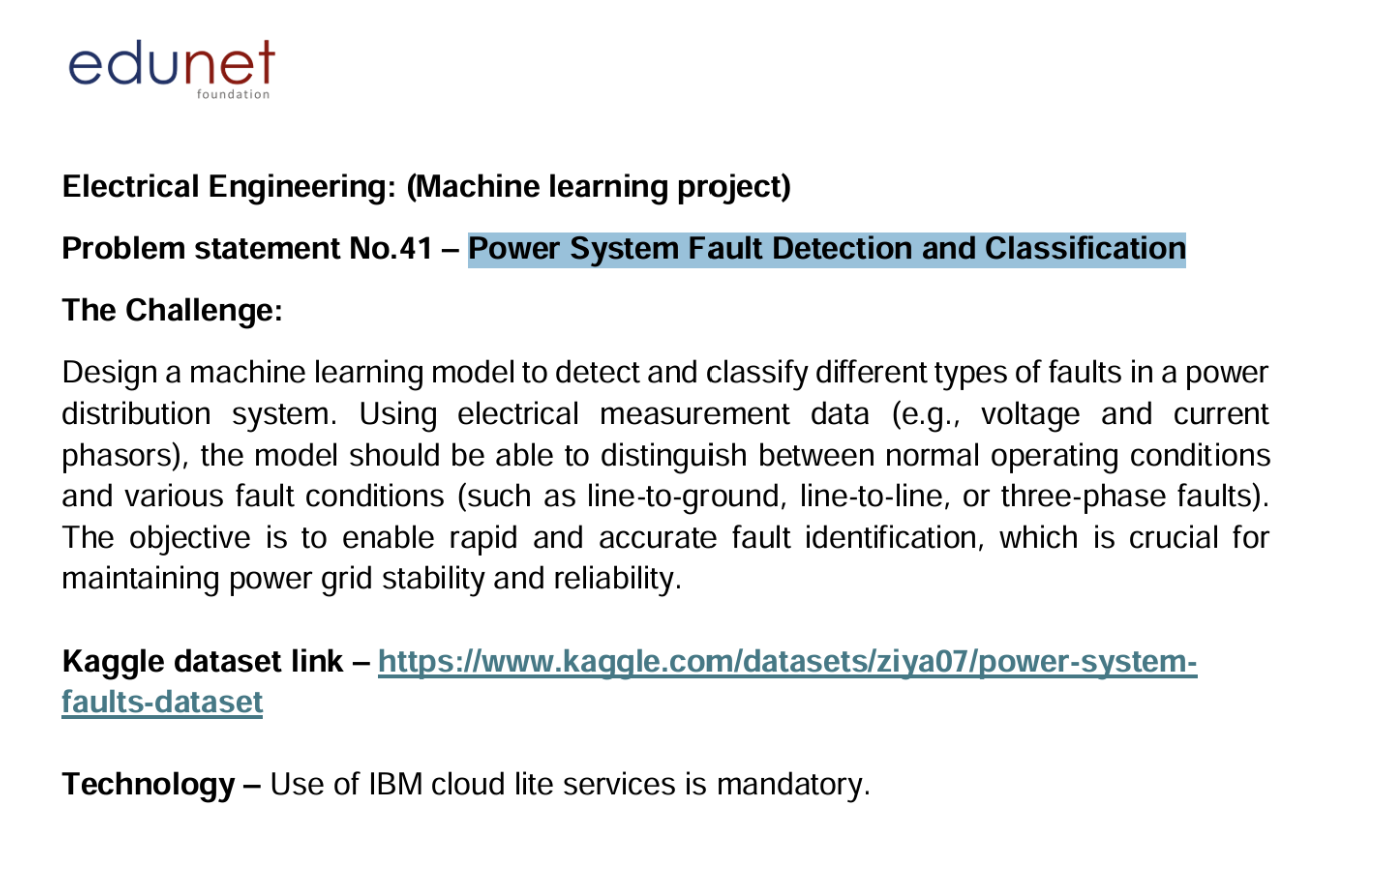 edunet
foundation
Electrical Engineering: (Machine learning project)
Problem statement No.41 – Power System Fault Detection and Classification
The Challenge:
Design a machine learning model to detect and classify different types of faults in a power
distribution system. Using electrical measurement data (e.g., voltage and current
phasors), the model should be able to distinguish between normal operating conditions
and various fault conditions (such as line-to-ground, line-to-line, or three-phase faults).
The objective is to enable rapid and accurate fault identification, which is crucial for
maintaining power grid stability and reliability.
Kaggle dataset link – https://www.kaggle.com/datasets/ziya07/power-system-
faults-dataset
Technology – Use of IBM cloud lite services is mandatory.